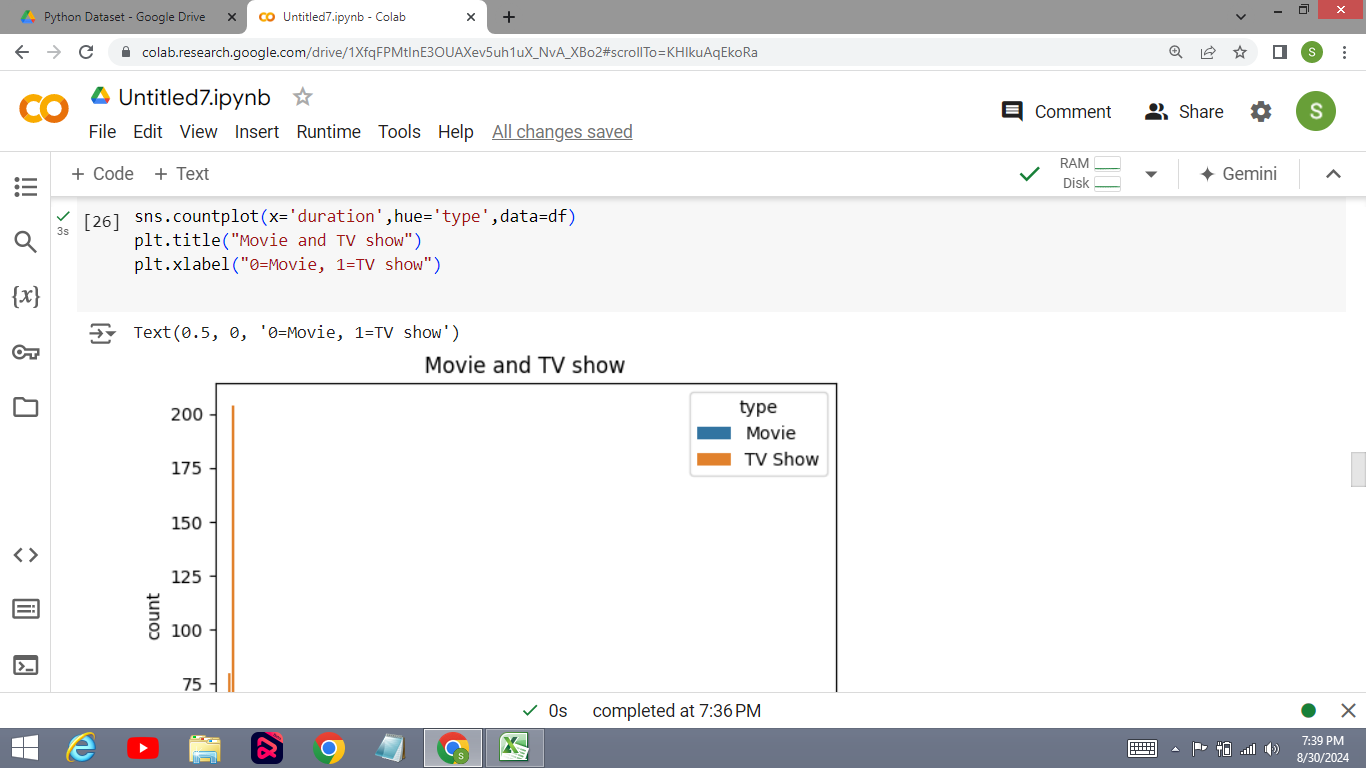 Python Dataset - Google Drive
Untitled7.ipynb - Colab
colab.research.google.com/drive/1XfqFPMtInE3OUAXev5uh1uX_NvA_XBo2#scrollTo=KHIkuAqEkoRa
S
Untitled7.ipynb
Comment
Share
S
File Edit View Insert Runtime Tools Help All changes saved
+ Code + Text
RAM
Disk
Gemini
{x}
3s
[26]
sns.countplot(x='duration',hue='type',data=df)
plt.title("Movie and TV show")
plt.xlabel("0=Movie, 1=TV show")
Text(0.5, 0, '0=Movie, 1=TV show')
Movie and TV show
type
Movie
TV Show
200
175
150
125
100
75
count
0s completed at 7:36 PM
S
7:39 PM
8/30/2024